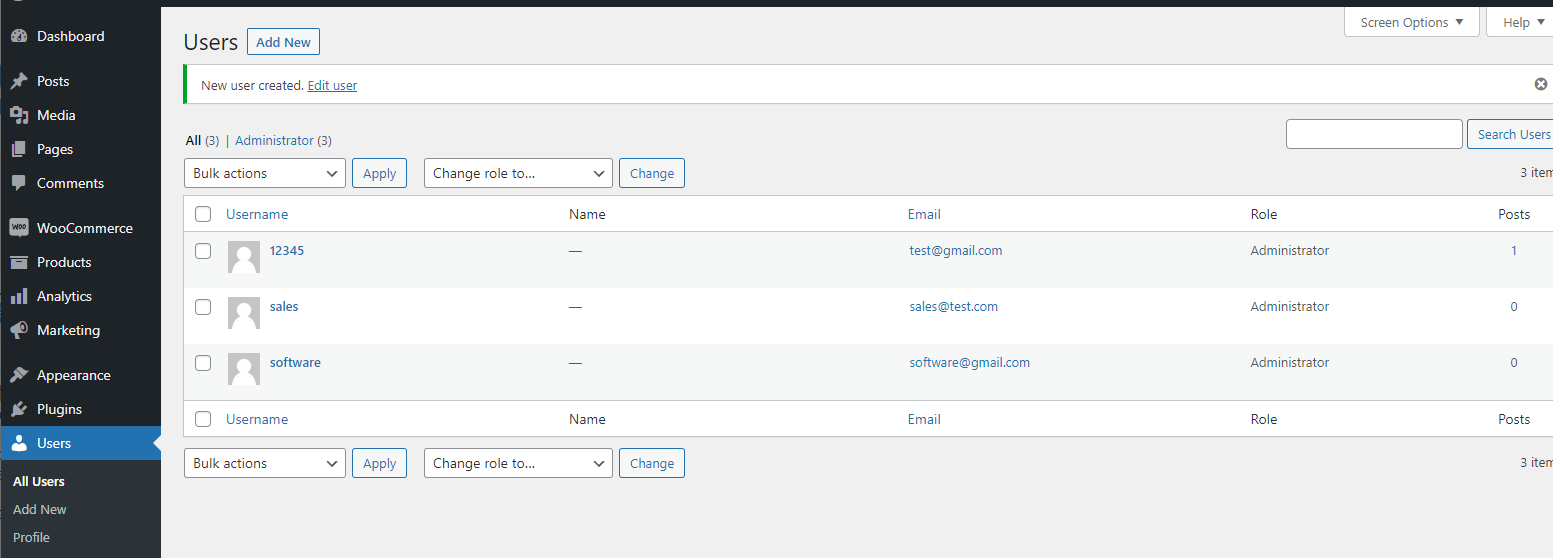 Dashboard
Posts
Media
Pages
Comments
WooCommerce
Products
Analytics
Marketing
Appearance
Plugins
Users
All Users
Add New
Profile
Screen Options ▼ Help ▼
Users Add New
New user created. Edit user
All (3) | Administrator (3)
Search Users
Bulk actions Apply Change role to... Change 3 item
Username Name Email Role Posts
12345 — test@gmail.com Administrator 1
sales — sales@test.com Administrator 0
software — software@gmail.com Administrator 0
Username Name Email Role Posts
Bulk actions Apply Change role to... Change 3 item